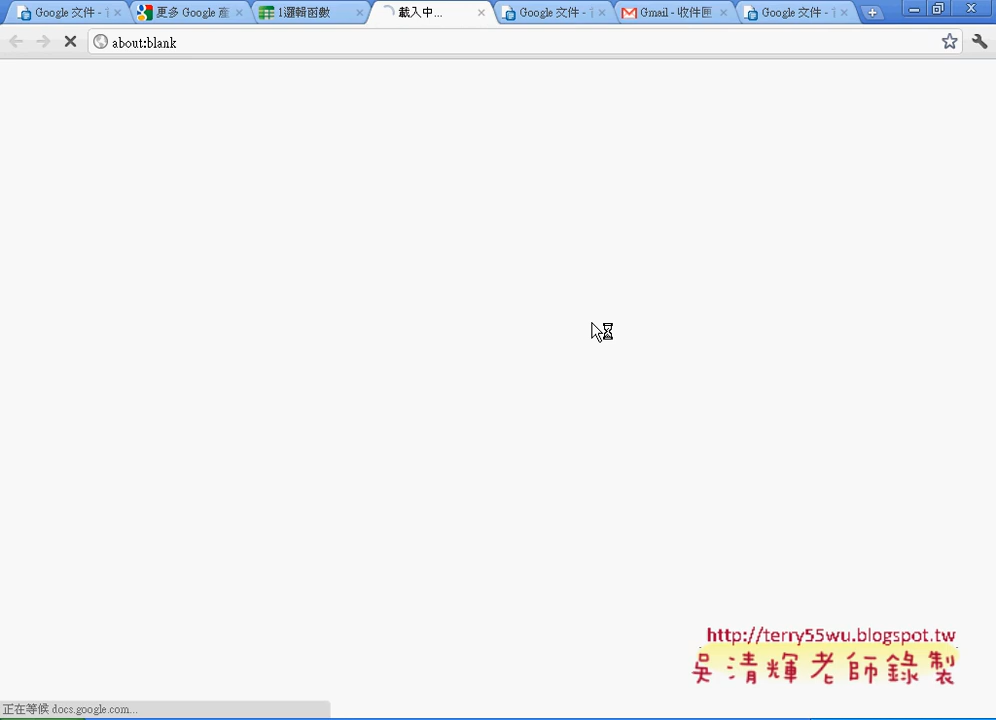 Google 文件 -
更多 Google 產
1邏輯函數
載入中...
Google 文件 -
Gmail - 收件匣
Google 文件 -
about:blank
http://terry55wu.blogspot.tw
吳清輝老師錄製
正在等候 docs.google.com...